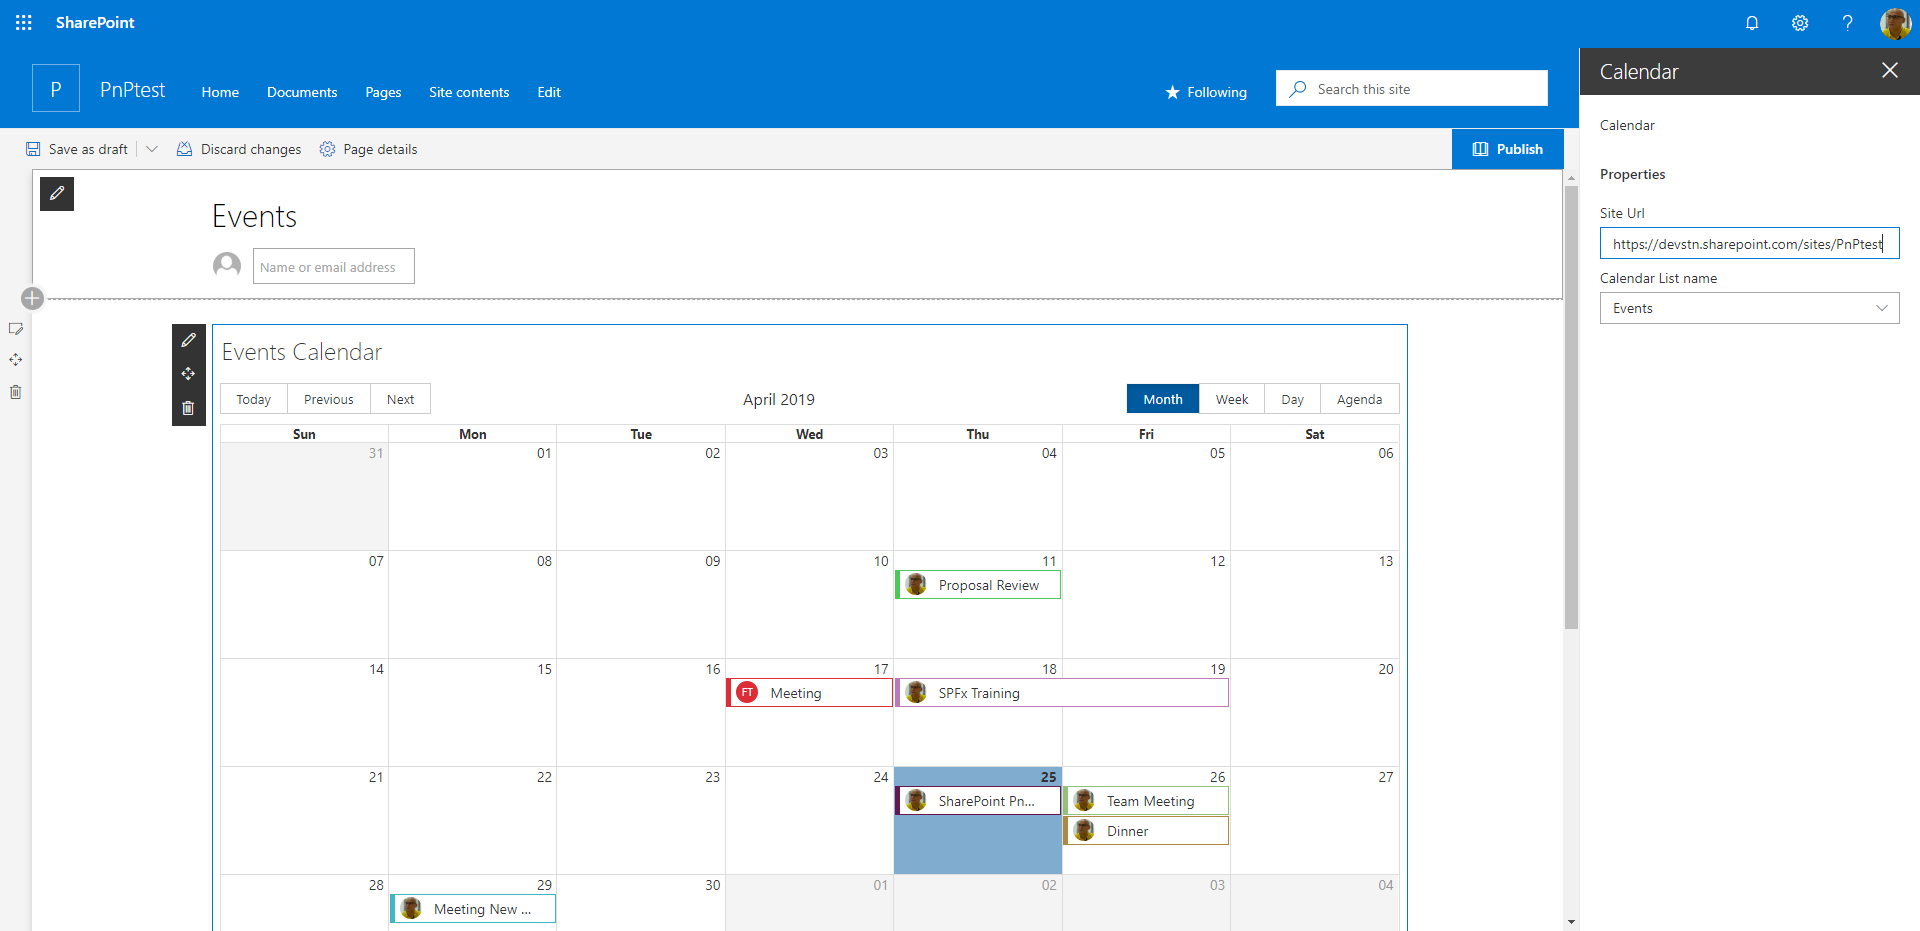 SharePoint
?
P PnPtest Home Documents Pages Site contents Edit Following Search this site
Save as draft Discard changes Page details Publish
Events
Name or email address
Events Calendar
Today Previous Next April 2019 Month Week Day Agenda
Sun Mon Tue Wed Thu Fri Sat
31 01 02 03 04 05 06
07 08 09 10 11 12 13
Proposal Review
14 15 16 17 18 19 20
FT Meeting SPFx Training
21 22 23 24 25 26 27
SharePoint Pn... Team Meeting
Dinner
28 29 30 01 02 03 04
Meeting New ...
Calendar
Calendar
Properties
Site Url
https://devstn.sharepoint.com/sites/PnPtest
Calendar List name
Events